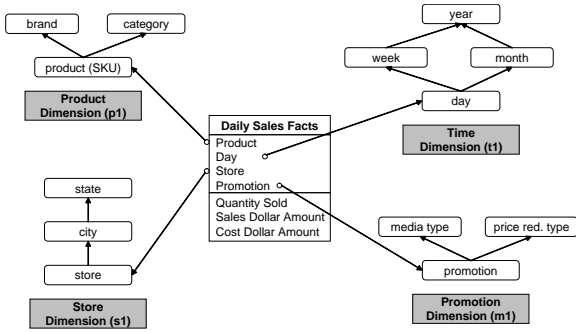 brand
category
product (SKU)
Product
Dimension (p1)
year
week
month
day
Time
Dimension (t1)
Daily Sales Facts
Product
Day
Store
Promotion
Quantity Sold
Sales Dollar Amount
Cost Dollar Amount
state
city
store
Store
Dimension (s1)
media type
price red. type
promotion
Promotion
Dimension (m1)